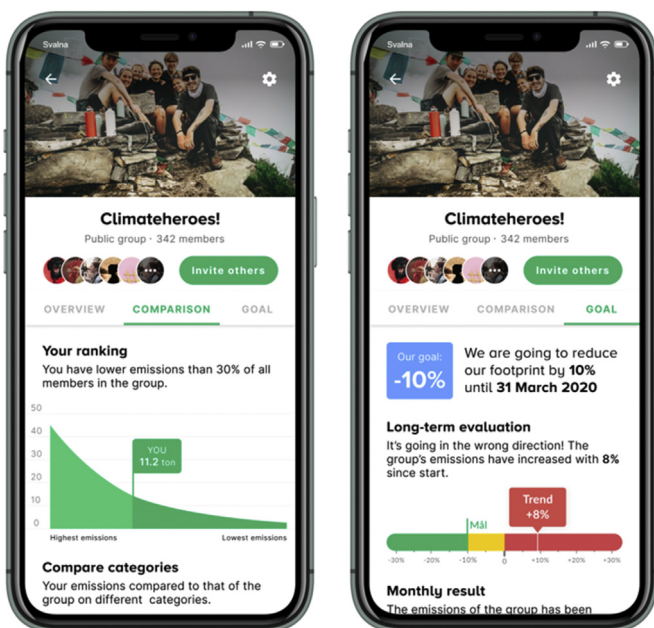 Svalna
Climateheroes!
Public group · 342 members
Invite others
OVERVIEW COMPARISON GOAL
Your ranking
You have lower emissions than 30% of all
members in the group.
50
40
30
20
10
0
YOU
11.2 ton
Highest emissions Lowest emissions
Compare categories
Your emissions compared to that of the
group on different categories.
Svalna
Climateheroes!
Public group · 342 members
Invite others
OVERVIEW COMPARISON GOAL
Our goal:
-10%
We are going to reduce
our footprint by 10%
until 31 March 2020
Long-term evaluation
It's going in the wrong direction! The
group's emissions have increased with 8%
since start.
Trend
+8%
Mål
-30% -20% -10% 0 +10% +20% +30%
Monthly result
The emissions of the group has been